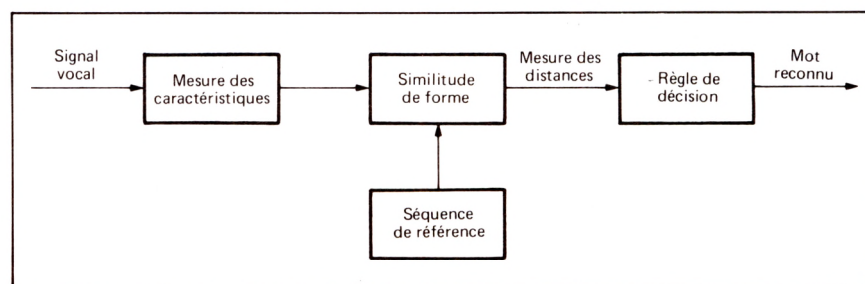 Signal
vocal
Mesure des
caractéristiques
Similitude
de forme
Mesure des
distances
Règle de
décision
Mot
reconnu
Séquence
de référence